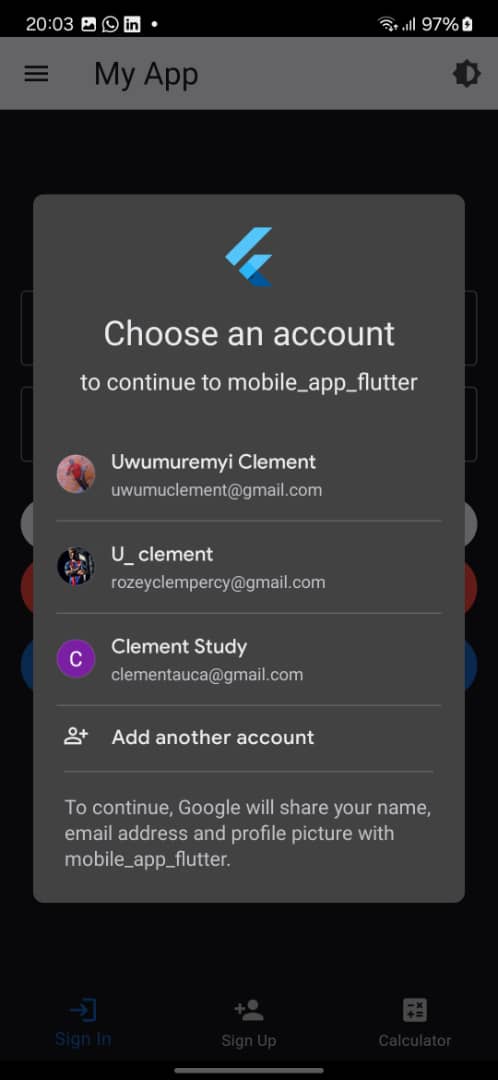 20:03 97%
My App
Choose an account
to continue to mobile_app_flutter
Uwumuremyi Clement
uwumuclement@gmail.com
U_ clement
rozeyclempercy@gmail.com
C
Clement Study
clementauca@gmail.com
Add another account
To continue, Google will share your name,
email address and profile picture with
mobile_app_flutter.
Sign In Sign Up Calculator